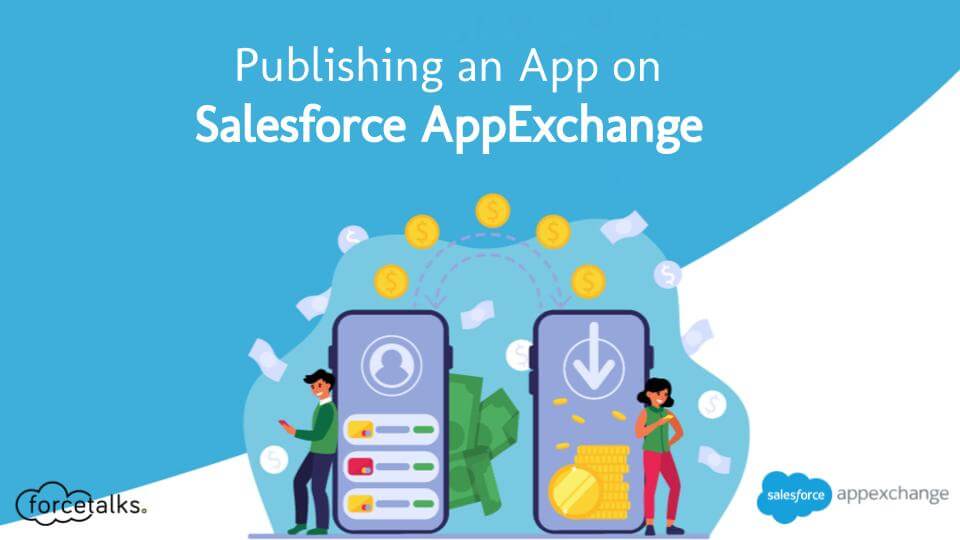 Publishing an App on
Salesforce AppExchange
forcetalks.
salesforce appexchange